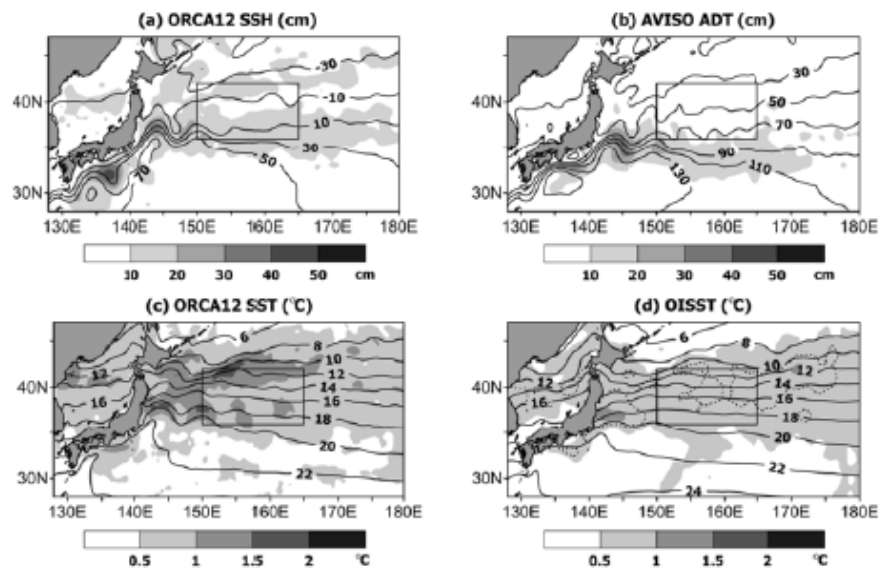 (a) ORCA12 SSH (cm)
(b) AVISO ADT (cm)
40N
30N
-30
-10
10
30
50
70
130E 140E 150E 160E 170E 180E
10 20 30 40 50 cm
40N
30N
30
50
70
90
110
130
0
130E 140E 150E 160E 170E 180E
10 20 30 40 50 cm
(c) ORCA12 SST (°C)
(d) OISST (°C)
40N
30N
6
8
10
12
12
14
16
16
18
20
22
130E 140E 150E 160E 170E 180E
0.5 1 1.5 2 °C
40N
30N
6
8
10
12
12
14
16
16
18
20
22
24
130E 140E 150E 160E 170E 180E
0.5 1 1.5 2 °C